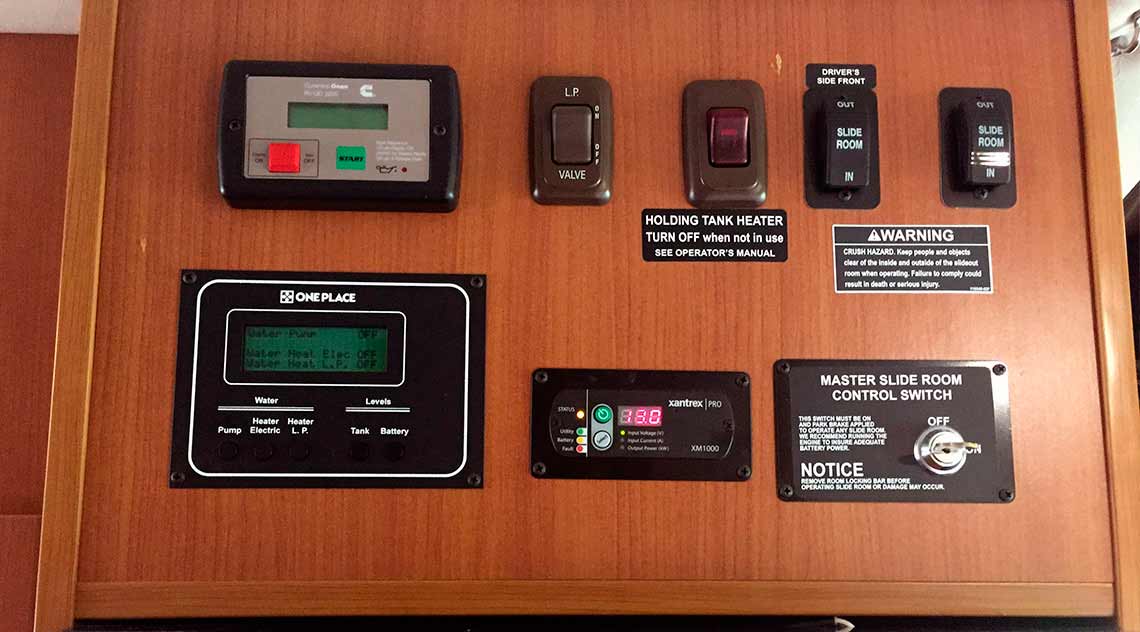 Cummins Onan
START
L.P.
ON
OFF
VALVE
HOLDING TANK HEATER
TURN OFF when not in use
SEE OPERATOR'S MANUAL
DRIVER'S
SIDE FRONT
OUT
SLIDE
ROOM
IN
OUT
SLIDE
ROOM
IN
WARNING
CRUSH HAZARD. Keep people and objects
clear of the inside and outside of the slideout
room when operating. Failure to comply could
result in death or serious injury.
ONE PLACE
Water Pump OFF
Water Heat Elec OFF
Water Heat L.P. OFF
Water
Levels
Pump
Heater
Electric
Heater
L.P.
Tank
Battery
STATUS
Utility
Battery
Fault
13.0
Input Voltage (V)
Input Current (A)
Output Power (kW)
xantrex | PRO
XM1000
MASTER SLIDE ROOM
CONTROL SWITCH
THIS SWITCH MUST BE ON
AND PARK BRAKE APPLIED
TO OPERATE ANY SLIDE ROOM.
WE RECOMMEND RUNNING THE
ENGINE TO INSURE ADEQUATE
BATTERY POWER.
OFF
ON
NOTICE
REMOVE ROOM LOCKING BAR BEFORE
OPERATING SLIDE ROOM OR DAMAGE MAY OCCUR.